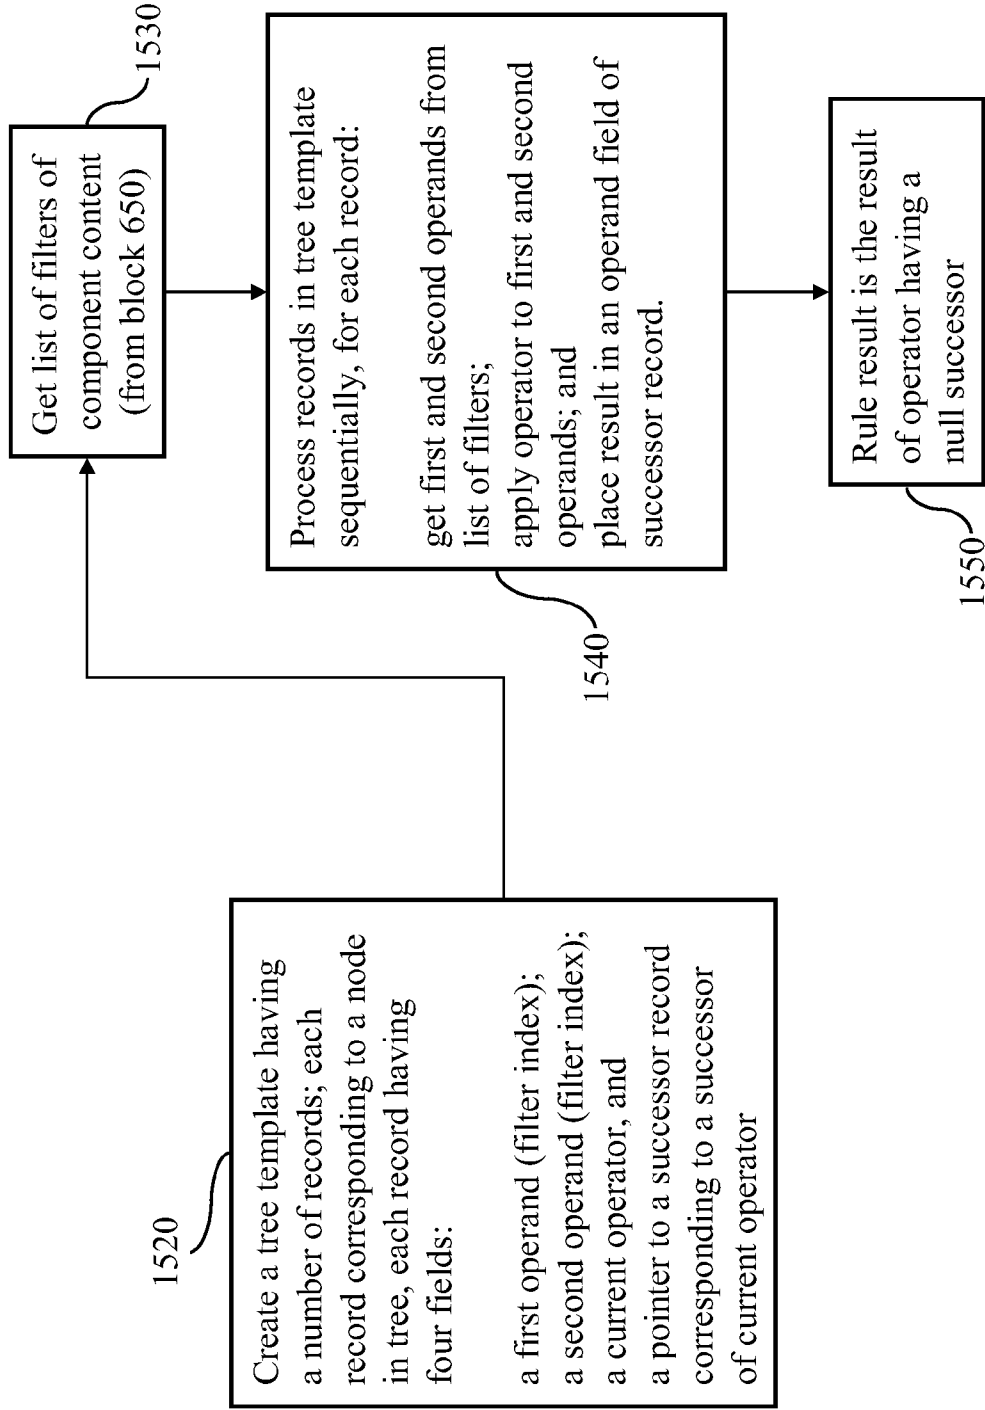 1520
Create a tree template having
a number of records; each
record corresponding to a node
in tree, each record having
four fields:
a first operand (filter index);
a second operand (filter index);
a current operator, and
a pointer to a successor record
corresponding to a successor
of current operator
1530
Get list of filters of
component content
(from block 650)
1540
Process records in tree template
sequentially, for each record:
get first and second operands from
list of filters;
apply operator to first and second
operands; and
place result in an operand field of
successor record.
1550
Rule result is the result
of operator having a
null successor